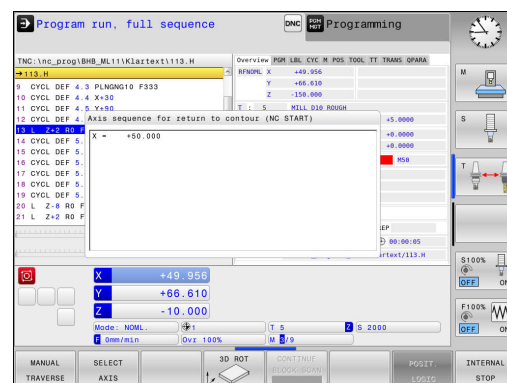 Program run, full sequence
DNC
PGM MGT
Programming
TNC:\nc_prog\BHB_ML11\Klartext\113.H
→113.H
9 CYCL DEF 4.3 PLNGNG10 F333
10 CYCL DEF 4.4 X+30
11 CYCL DEF 4.5 Y+90
12 CYCL DEF 4.
13 L Z+2 R0 F
14 CYCL DEF 5.
15 CYCL DEF 5.
16 CYCL DEF 5.
17 CYCL DEF 5.
18 CYCL DEF 5.
19 CYCL DEF 5.
20 L Z-8 R0 F
21 L Z+2 R0 F
Overview PGM LBL CYC M POS TOOL TT TRANS QPARA
RFNOML X +49.956
Y +66.610
Z -150.000
T : 5 MILL D10 ROUGH
+5.0000
+0.0000
+0.0000
M50
EP
00:00:05
artext/113.H
Axis sequence for return to contour (NC START)
X = +50.000
X +49.956
Y +66.610
Z -10.000
Mode: NOML. 1 T 5 Z S 2000
F 0mm/min Ovr 100% M 5/9
M
S
T
S100%
OFF ON
F100%
OFF ON
MANUAL TRAVERSE
SELECT AXIS
3D ROT
CONTINUE BLOCK SCAN
POSIT. LOGIC
INTERNAL STOP